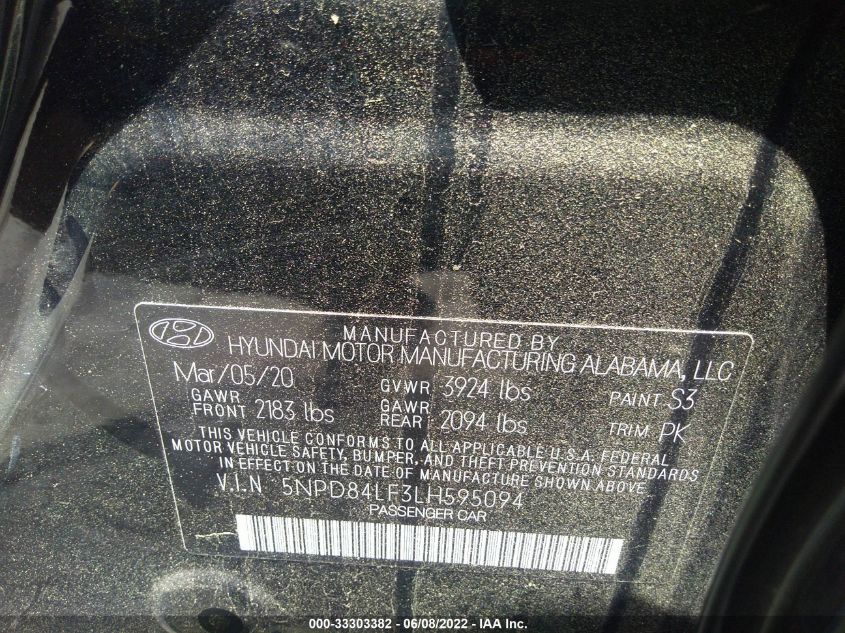 MANUFACTURED BY
HYUNDAI MOTOR MANUFACTURING ALABAMA, LLC
Mar/05/20 GVWR 3924 lbs PAINT S3
GAWR FRONT 2183 lbs GAWR REAR 2094 lbs TRIM PK
THIS VEHICLE CONFORMS TO ALL APPLICABLE U.S.A. FEDERAL
MOTOR VEHICLE SAFETY, BUMPER, AND THEFT PREVENTION STANDARDS
IN EFFECT ON THE DATE OF MANUFACTURE SHOWN ABOVE
V.I.N 5NPD84LF3LH595094
PASSENGER CAR
000-33303382 - 06/08/2022 - IAA Inc.